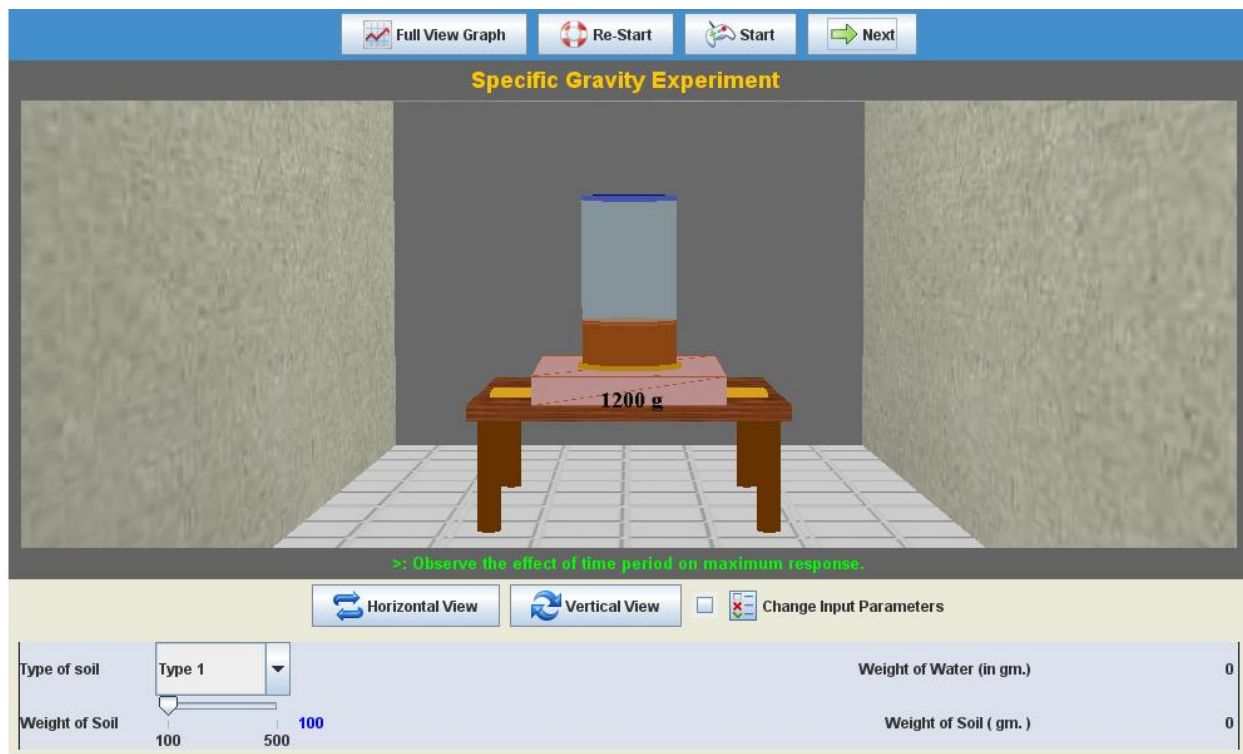 Full View Graph Re-Start Start Next
Specific Gravity Experiment
1200 g
>: Observe the effect of time period on maximum response.
Horizontal View Vertical View Change Input Parameters
Type of soil Type 1 Weight of Water (in gm.) 0
Weight of Soil 100 Weight of Soil ( gm. ) 0
100 500